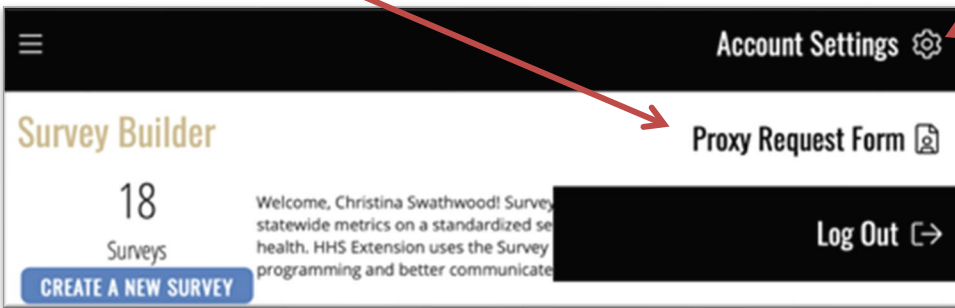 Account Settings
Survey Builder
Proxy Request Form
18
Surveys
CREATE A NEW SURVEY
Welcome, Christina Swathwood! Survey
statewide metrics on a standardized se
health. HHS Extension uses the Survey
programming and better communicate
Log Out